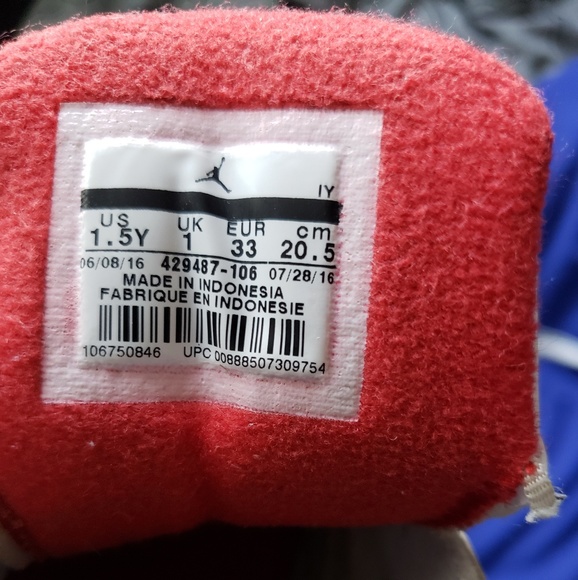 IY
US UK EUR cm
1.5Y 1 33 20.5
06/08/16 429487-106 07/28/16
MADE IN INDONESIA
FABRIQUE EN INDONESIE
106750846 UPC 00888507309754